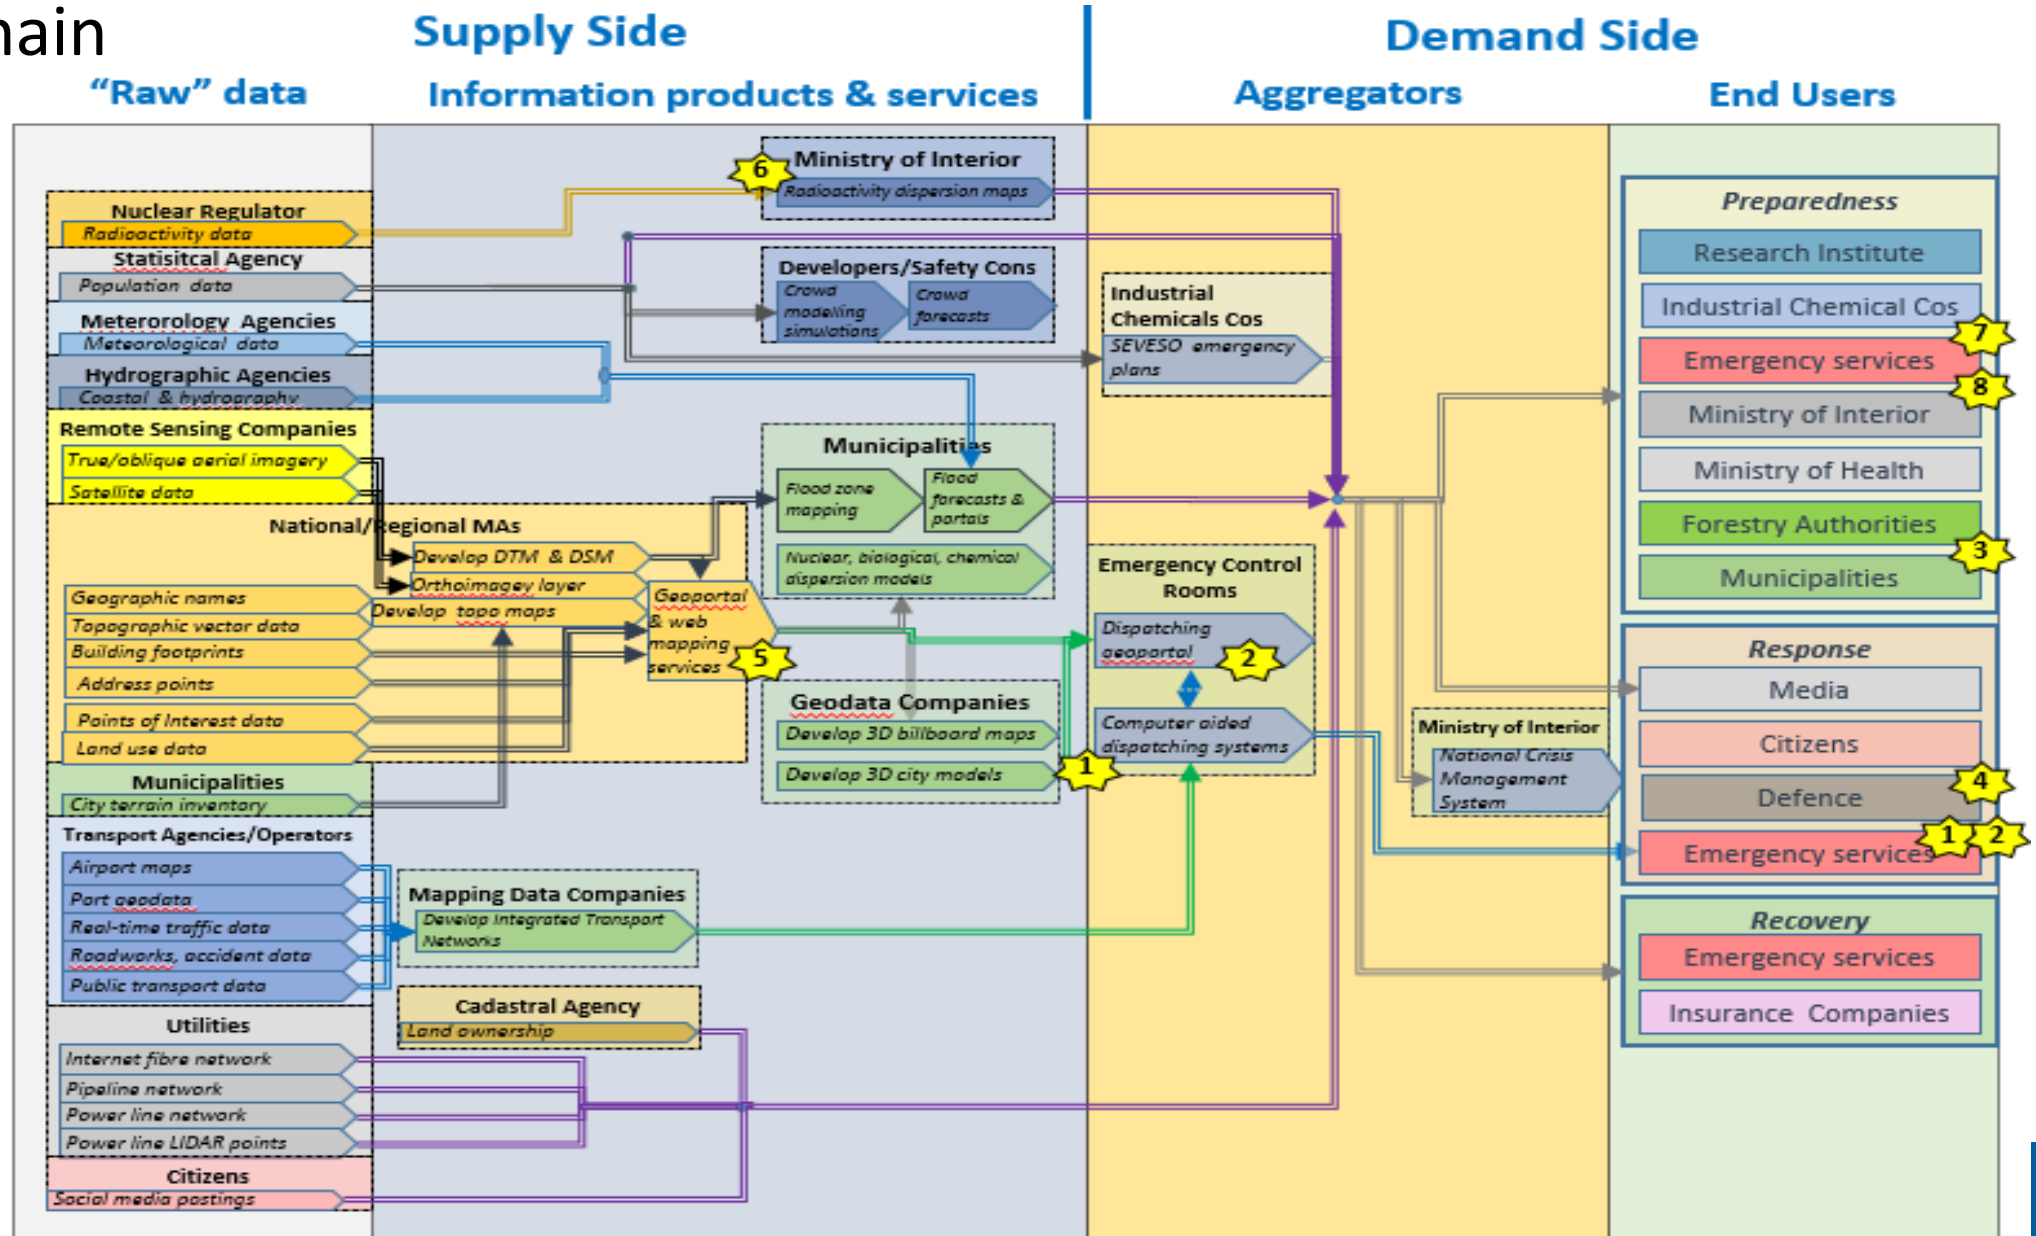 hain
Supply Side
Demand Side
“Raw” data
Information products & services
Aggregators
End Users
Nuclear Regulator
Radioactivity data
Statisitcal Agency
Population data
Meterorology Agencies
Meteorological data
Hydrographic Agencies
Coastal & hydrography
Remote Sensing Companies
True/oblique aerial imagery
Satellite data
National/Regional MAs
Develop DTM & DSM
Orthoimagey layer
Develop topo maps
Geographic names
Topographic vector data
Building footprints
Address points
Points of Interest data
Land use data
Geoportal
& web
mapping
services
5
Municipalities
City terrain inventory
Transport Agencies/Operators
Airport maps
Port geodata
Real-time traffic data
Roadworks, accident data
Public transport data
Utilities
Internet fibre network
Pipeline network
Power line network
Power line LIDAR points
Citizens
Social media postings
6
Ministry of Interior
Radioactivity dispersion maps
Developers/Safety Cons
Crowd
modelling
simulations
Crowd
forecasts
Municipalities
Flood zone
mapping
Flood
forecasts &
portals
Nuclear, biological, chemical
dispersion models
Geodata Companies
Develop 3D billboard maps
Develop 3D city models
1
Mapping Data Companies
Develop Integrated Transport
Networks
Cadastral Agency
Land ownership
Industrial
Chemicals Cos
SEVESO emergency
plans
Emergency Control
Rooms
Dispatching
geoportal
2
Computer aided
dispatching systems
Ministry of Interior
National Crisis
Management
System
Preparedness
Research Institute
Industrial Chemical Cos
7
Emergency services
8
Ministry of Interior
Ministry of Health
Forestry Authorities
3
Municipalities
Response
Media
Citizens
Defence
4
Emergency services
1
2
Recovery
Emergency services
Insurance Companies